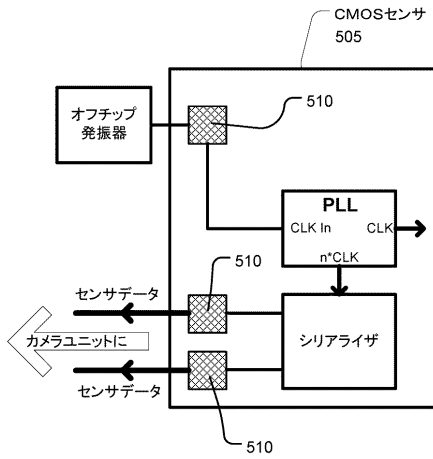 CMOSセンサ
505
オフチップ
発振器
510
PLL
CLK In
CLK
n*CLK
510
センサデータ
カメラユニットに
シリアライザ
センサデータ
510